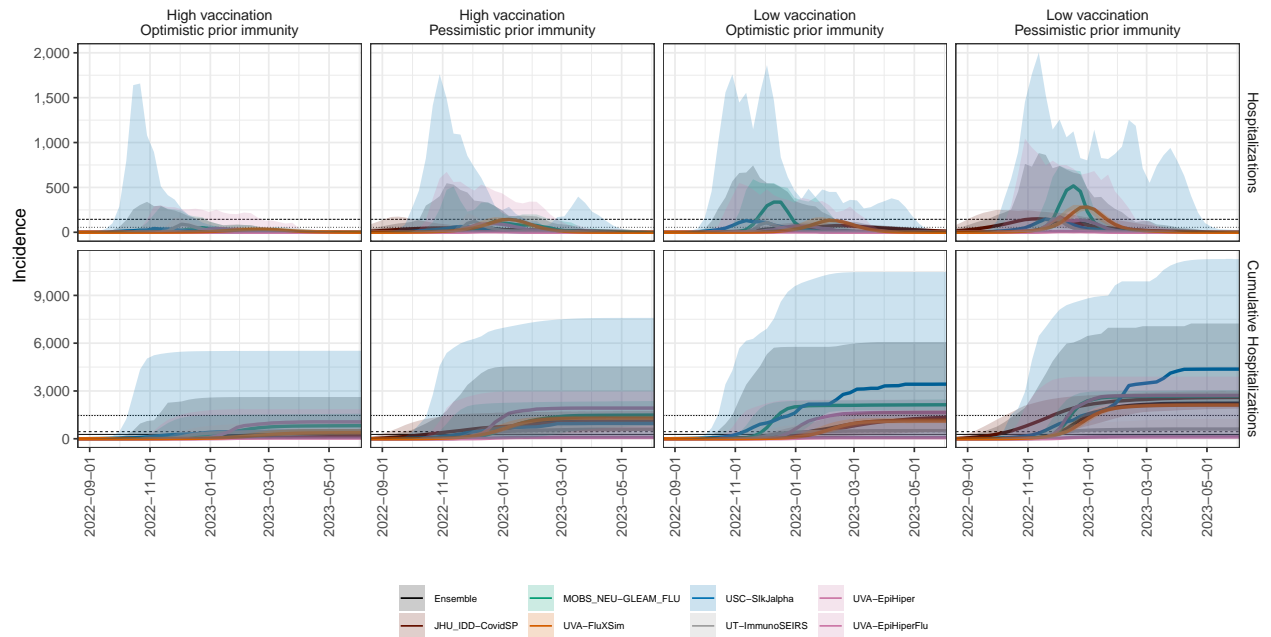 High vaccination
Optimistic prior immunity
High vaccination
Pessimistic prior immunity
Low vaccination
Optimistic prior immunity
Low vaccination
Pessimistic prior immunity
2,000
1,500
1,000
500
0
Hospitalizations
Incidence
9,000
6,000
3,000
0
Cumulative Hospitalizations
2022−09−01
2022−11−01
2023−01−01
2023−03−01
2023−05−01
2022−09−01
2022−11−01
2023−01−01
2023−03−01
2023−05−01
2022−09−01
2022−11−01
2023−01−01
2023−03−01
2023−05−01
2022−09−01
2022−11−01
2023−01−01
2023−03−01
2023−05−01
Ensemble
MOBS_NEU−GLEAM_FLU
USC−SIkJalpha
UVA−EpiHiper
JHU_IDD−CovidSP
UVA−FluXSim
UT−ImmunoSEIRS
UVA−EpiHiperFlu